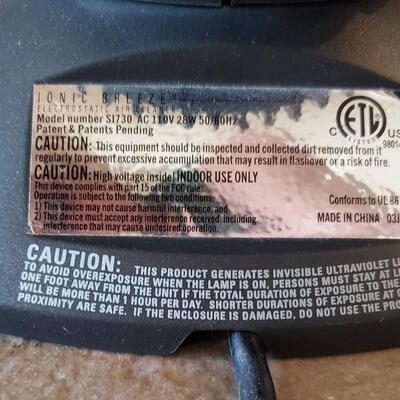 IONIC BREEZE
ELECTROSTATIC AIR CLEANER
Model number SI730 AC 110V 28W 50/60Hz
Patent & Patents Pending
CAUTION: This equipment should be inspected and collected dirt removed from it
regularly to prevent excessive accumulation that may result in flashover or a risk of fire.
CAUTION: High voltage inside! INDOOR USE ONLY
This device complies with part 15 of the FCC rules.
Operation is subject to the following two conditions:
1) This device may not cause harmful interference, and
2) This device must accept any interference received, including
interference that may cause undesired operation.
C ETL US
LISTED
9801
Conforms to UL 86
MADE IN CHINA 03
CAUTION: THIS PRODUCT GENERATES INVISIBLE ULTRAVIOLET LI
TO AVOID OVEREXPOSURE WHEN THE LAMP IS ON, PERSONS MUST STAY AT L
ONE FOOT AWAY FROM THE UNIT IF THE TOTAL DURATION OF EXPOSURE TO THE
WILL BE MORE THAN 1 HOUR PER DAY. SHORTER DURATIONS OF EXPOSURE AT C
PROXIMITY ARE SAFE. IF THE ENCLOSURE IS DAMAGED, DO NOT USE THE PROD